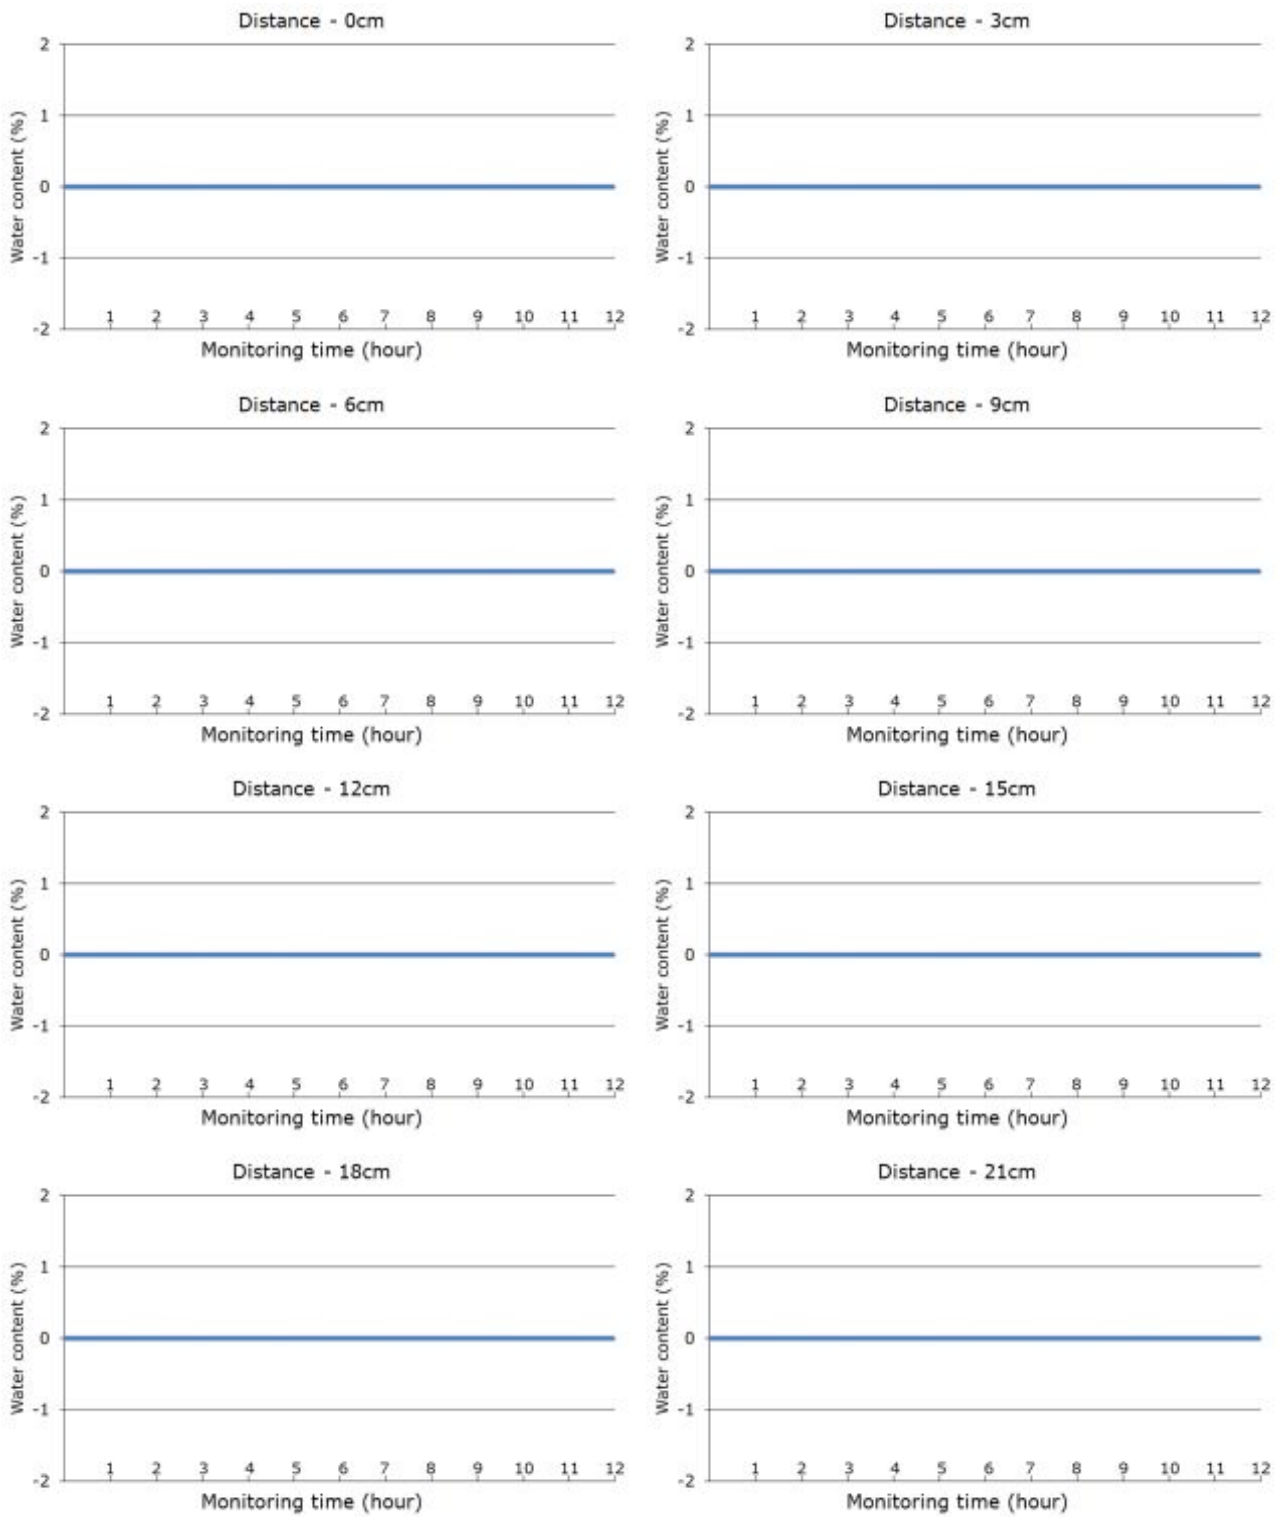 Distance - 0cm
2
1
0
-1
-2
Water content (%)
1 2 3 4 5 6 7 8 9 10 11 12
Monitoring time (hour)
Distance - 3cm
2
1
0
-1
-2
Water content (%)
1 2 3 4 5 6 7 8 9 10 11 12
Monitoring time (hour)
Distance - 6cm
2
1
0
-1
-2
Water content (%)
1 2 3 4 5 6 7 8 9 10 11 12
Monitoring time (hour)
Distance - 9cm
2
1
0
-1
-2
Water content (%)
1 2 3 4 5 6 7 8 9 10 11 12
Monitoring time (hour)
Distance - 12cm
2
1
0
-1
-2
Water content (%)
1 2 3 4 5 6 7 8 9 10 11 12
Monitoring time (hour)
Distance - 15cm
2
1
0
-1
-2
Water content (%)
1 2 3 4 5 6 7 8 9 10 11 12
Monitoring time (hour)
Distance - 18cm
2
1
0
-1
-2
Water content (%)
1 2 3 4 5 6 7 8 9 10 11 12
Monitoring time (hour)
Distance - 21cm
2
1
0
-1
-2
Water content (%)
1 2 3 4 5 6 7 8 9 10 11 12
Monitoring time (hour)